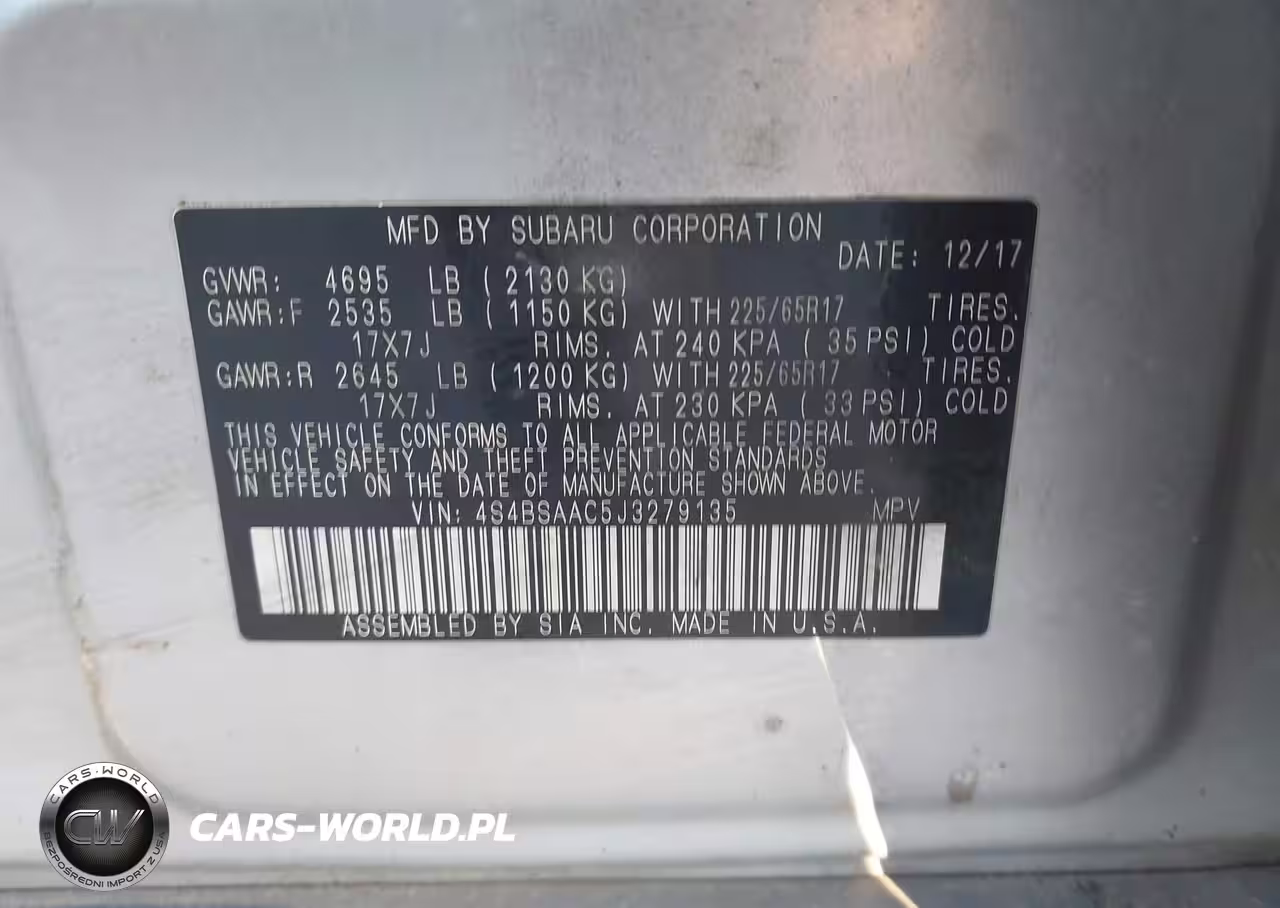 MFD BY SUBARU CORPORATION
DATE: 12/17
GVWR: 4695 LB ( 2130 KG)
GAWR:F 2535 LB ( 1150 KG) WITH 225/65R17 TIRES.
17X7J RIMS. AT 240 KPA ( 35 PSI) COLD
GAWR:R 2645 LB ( 1200 KG) WITH 225/65R17 TIRES.
17X7J RIMS. AT 230 KPA ( 33 PSI) COLD
THIS VEHICLE CONFORMS TO ALL APPLICABLE FEDERAL MOTOR
VEHICLE SAFETY AND THEFT PREVENTION STANDARDS
IN EFFECT ON THE DATE OF MANUFACTURE SHOWN ABOVE.
VIN: 4S4BSAAC5J3279135 MPV
ASSEMBLED BY SIA INC. MADE IN U.S.A.
CARS-WORLD
CW
BEZPOŚREDNI IMPORT Z USA
CARS-WORLD.PL